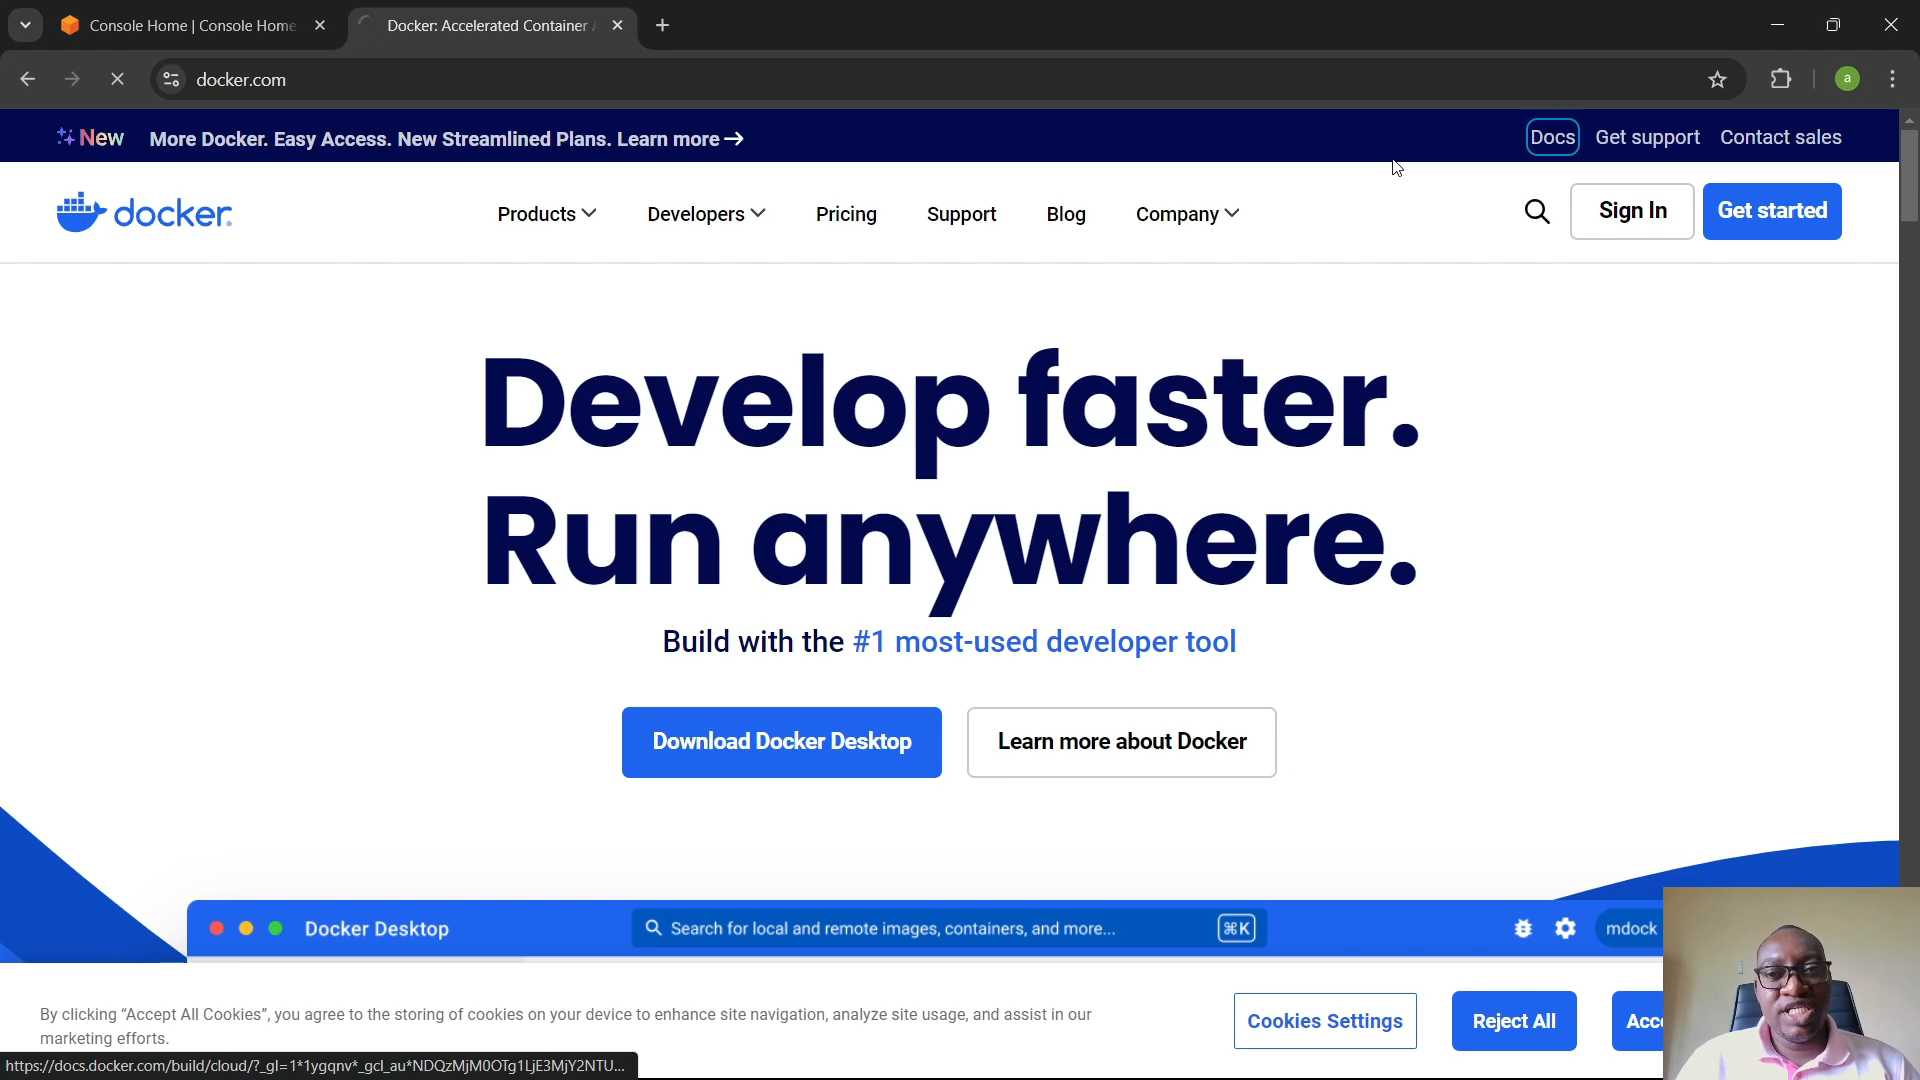 Console Home | Console Home
Docker: Accelerated Container
docker.com
a
New More Docker. Easy Access. New Streamlined Plans. Learn more →
Docs Get support Contact sales
docker
Products Developers Pricing Support Blog Company
Sign In Get started
Develop faster.
Run anywhere.
Build with the #1 most-used developer tool
Download Docker Desktop Learn more about Docker
Docker Desktop Search for local and remote images, containers, and more... ⌘K mdock
By clicking “Accept All Cookies”, you agree to the storing of cookies on your device to enhance site navigation, analyze site usage, and assist in our
marketing efforts.
Cookies Settings Reject All Acc
https://docs.docker.com/build/cloud/?_gl=1*1ygqnv*_gcl_au*NDQzMjM0OTg1LjE3MjY2NTU...